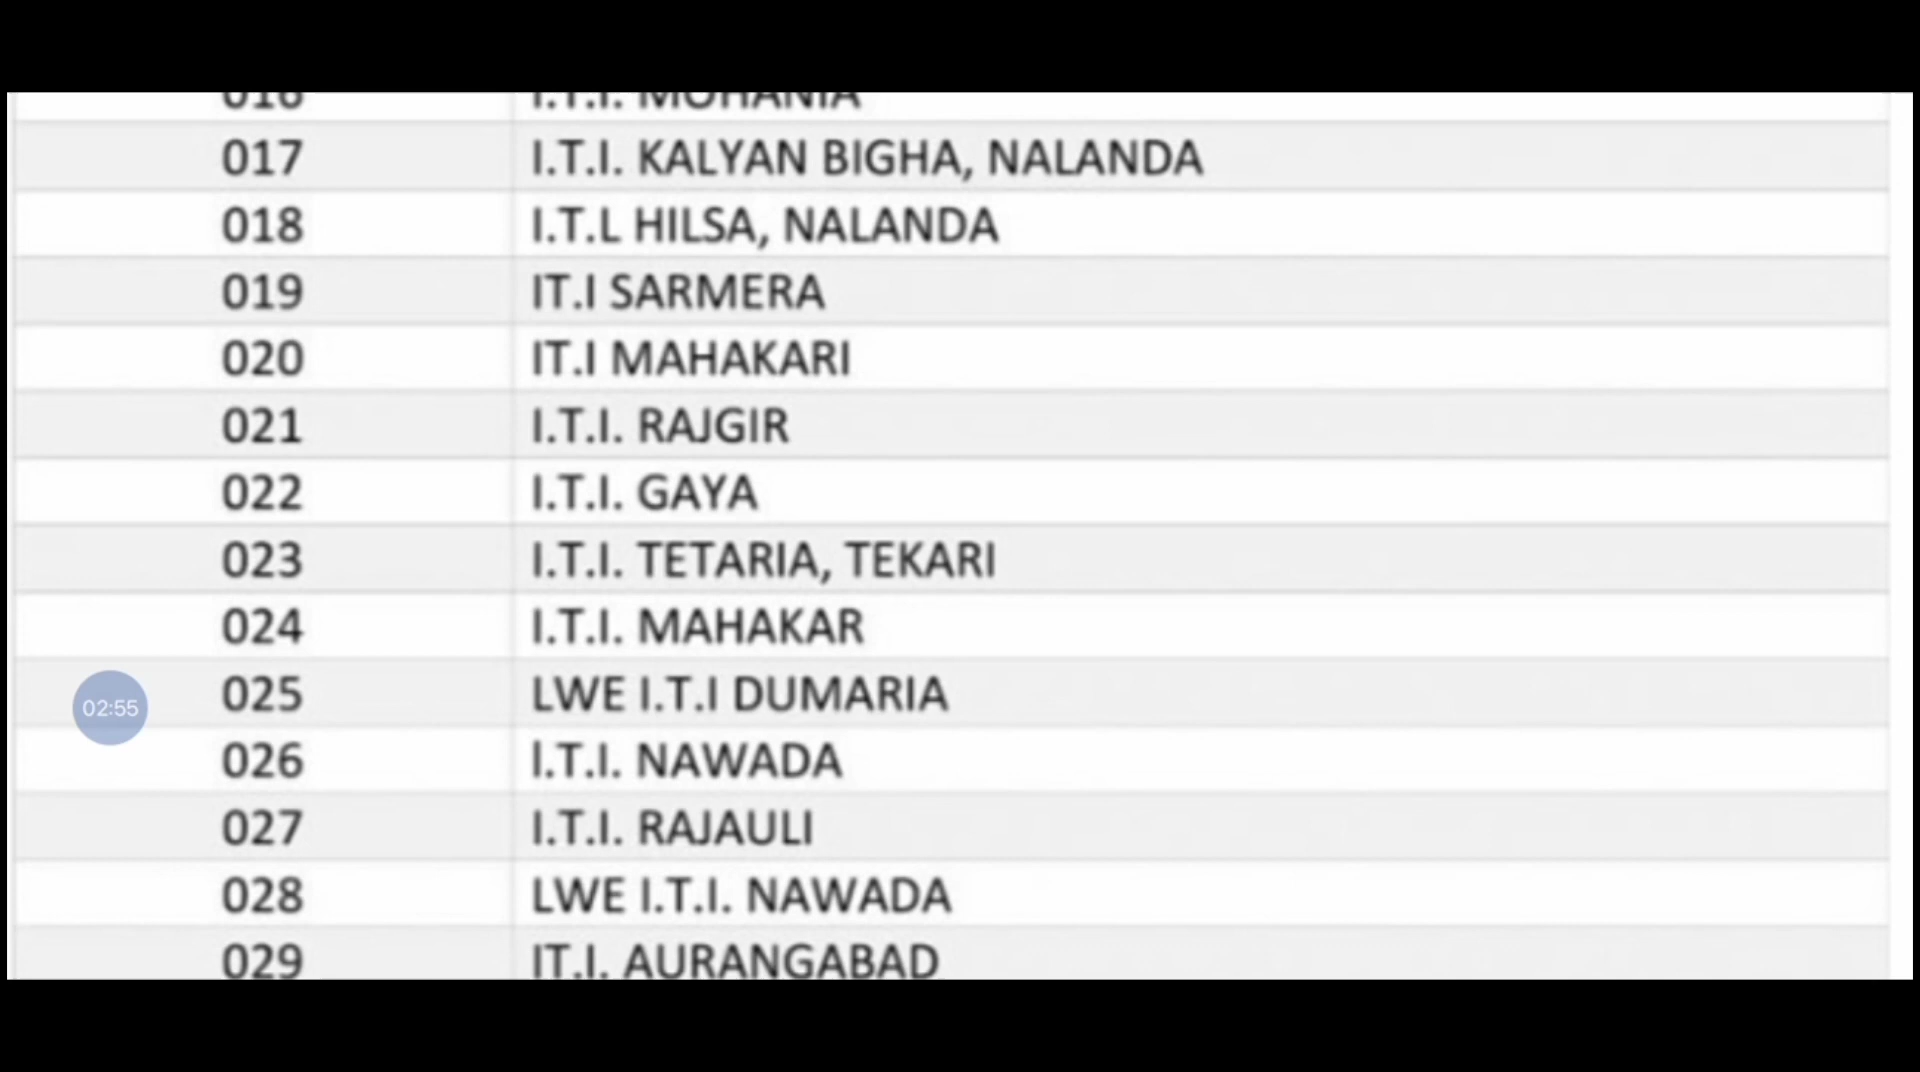 016 I.T.I. MOHANIA
017 I.T.I. KALYAN BIGHA, NALANDA
018 I.T.L HILSA, NALANDA
019 IT.I SARMERA
020 IT.I MAHAKARI
021 I.T.I. RAJGIR
022 I.T.I. GAYA
023 I.T.I. TETARIA, TEKARI
024 I.T.I. MAHAKAR
025 LWE I.T.I DUMARIA
02:55
026 I.T.I. NAWADA
027 I.T.I. RAJAULI
028 LWE I.T.I. NAWADA
029 IT.I. AURANGABAD